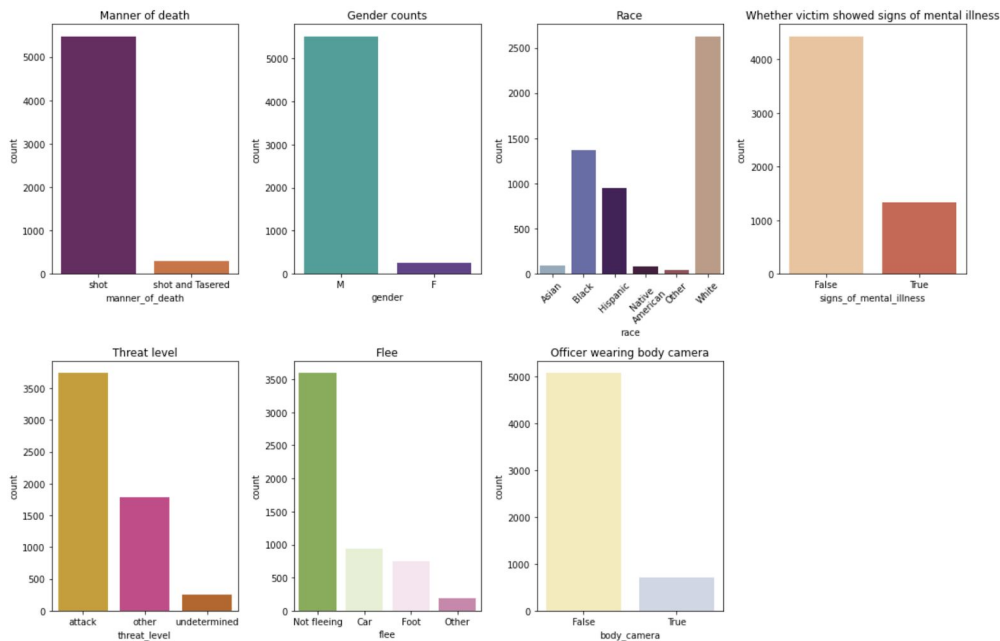 Manner of death
count
5000
4000
3000
2000
1000
0
shot
shot and Tasered
manner_of_death
Gender counts
count
5000
4000
3000
2000
1000
0
M
F
gender
Race
count
2500
2000
1500
1000
500
0
Asian
Black
Hispanic
Native
American
Other
White
race
Whether victim showed signs of mental illness
count
4000
3000
2000
1000
0
False
True
signs_of_mental_illness
Threat level
count
3500
3000
2500
2000
1500
1000
500
0
attack
other
undetermined
threat_level
Flee
count
3500
3000
2500
2000
1500
1000
500
0
Not fleeing
Car
Foot
Other
flee
Officer wearing body camera
count
5000
4000
3000
2000
1000
0
False
True
body_camera